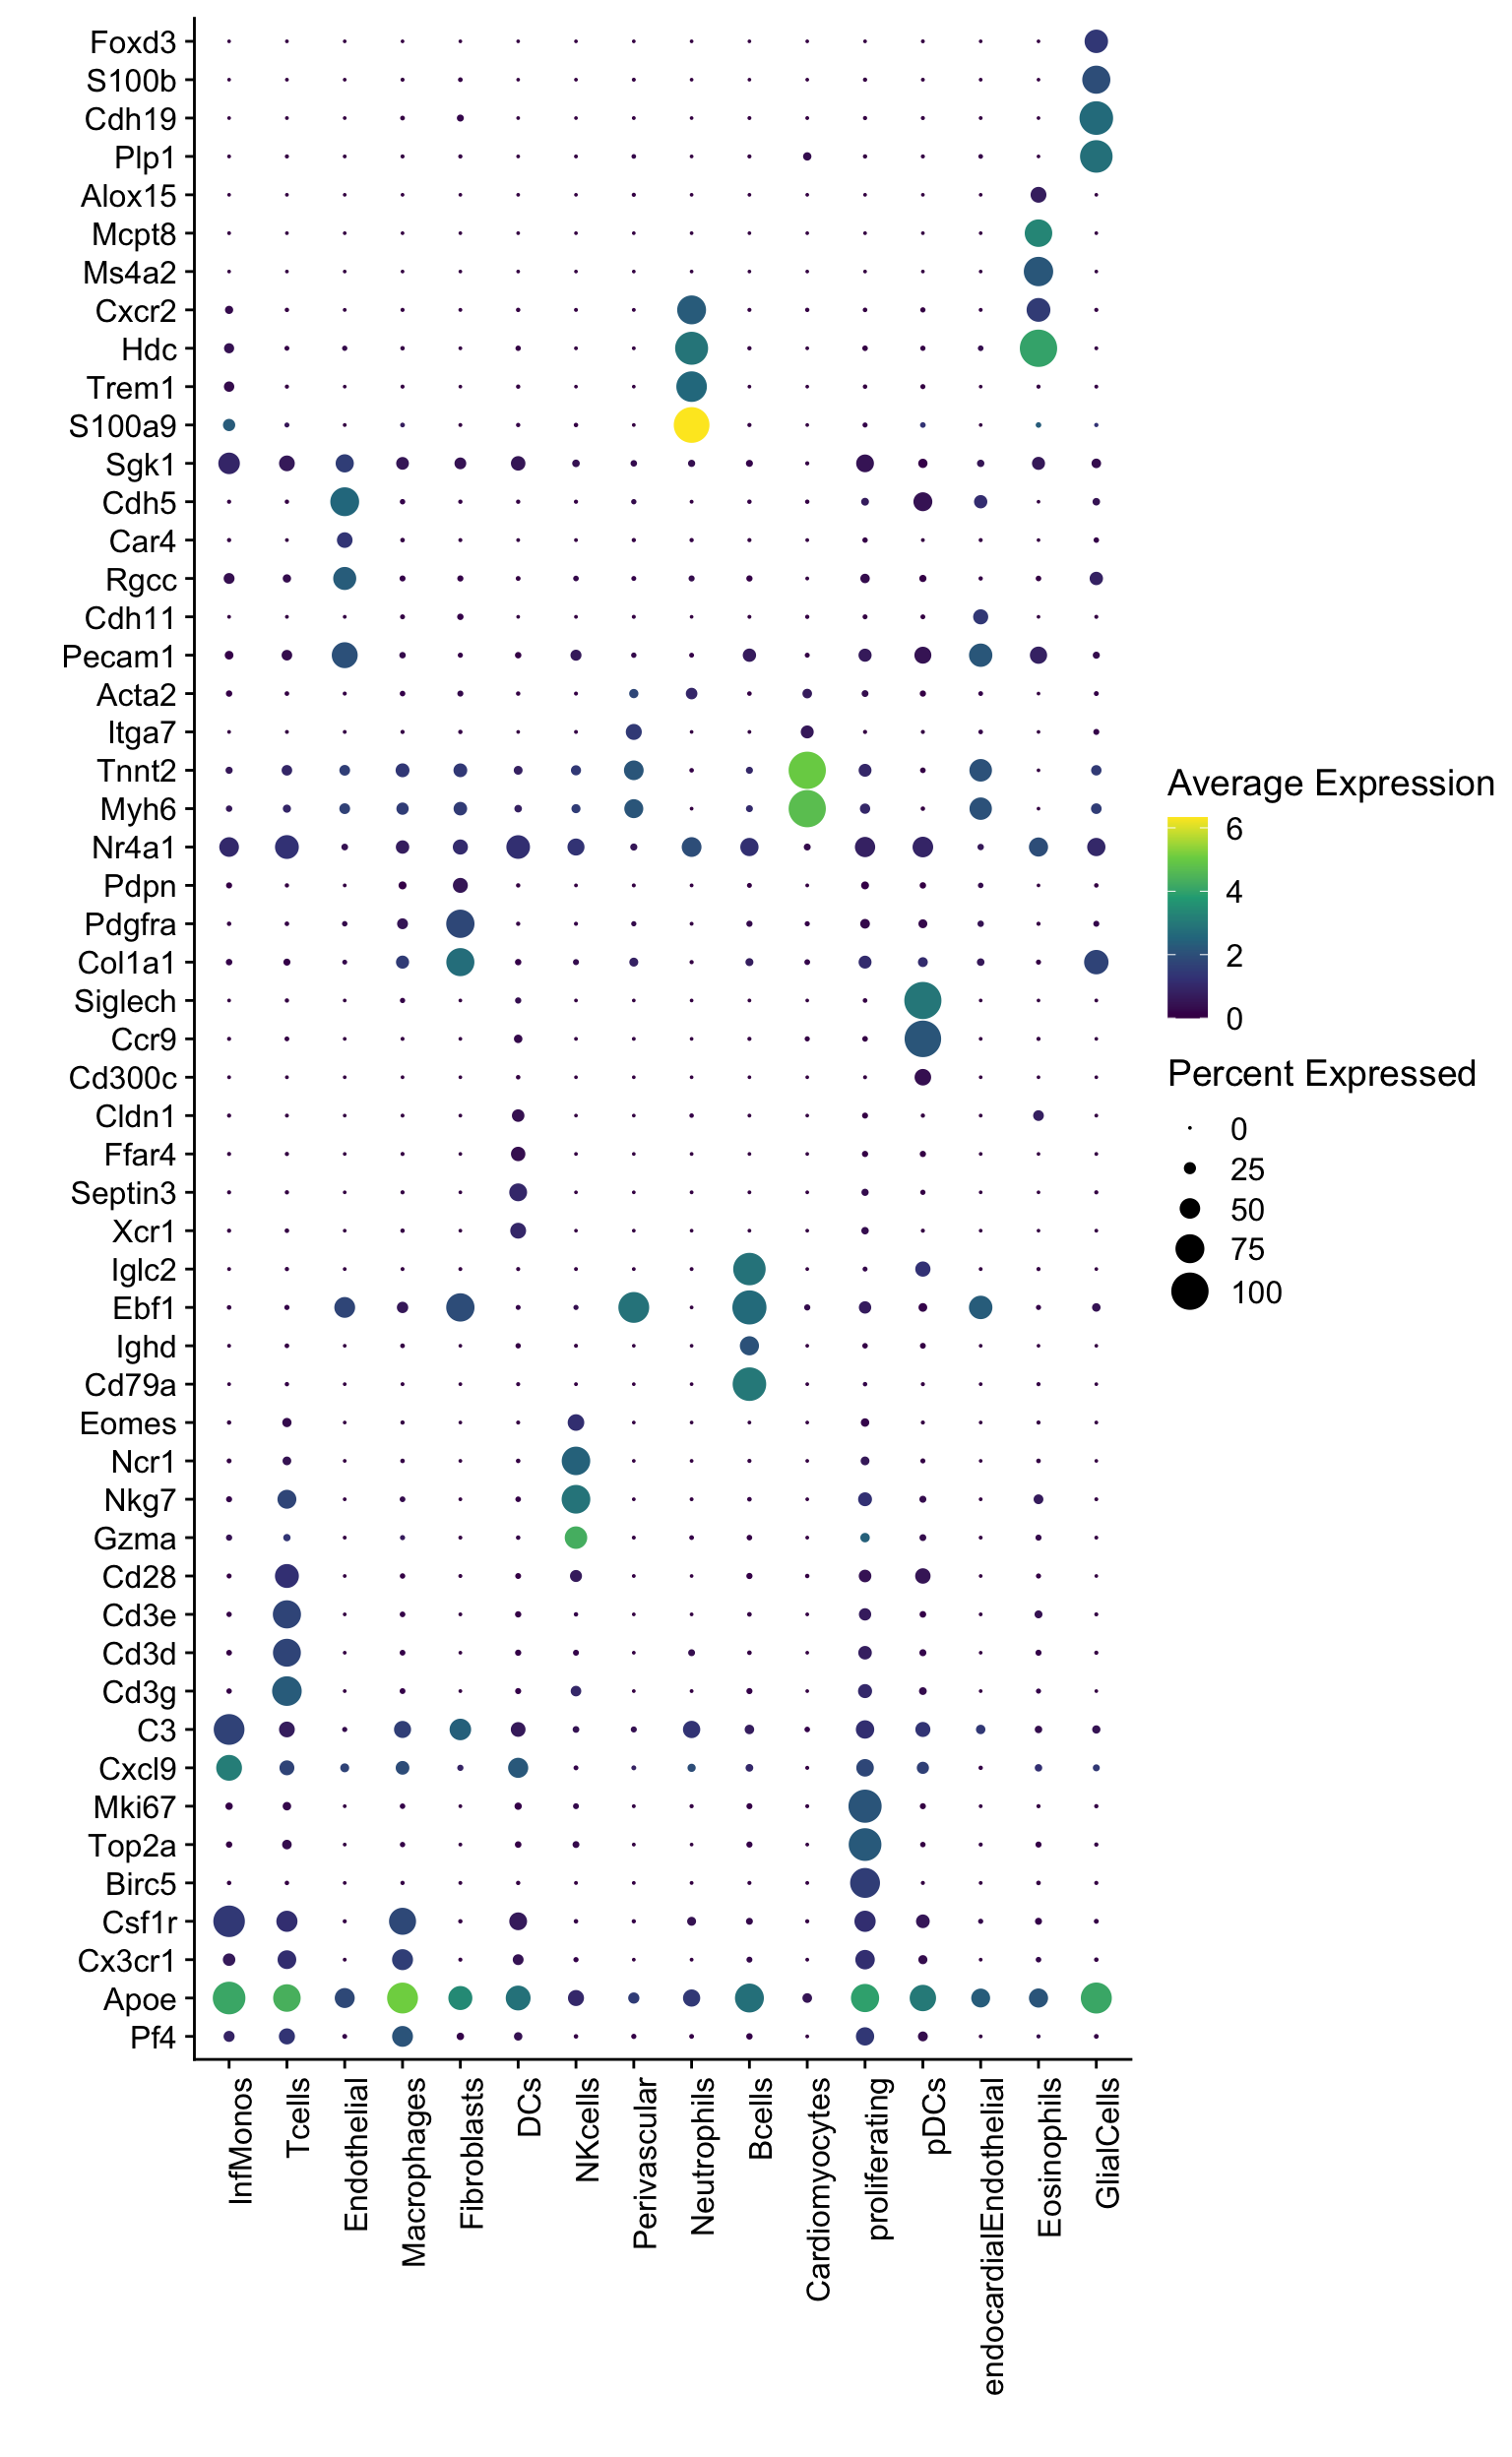 Foxd3
S100b
Cdh19
Plp1
Alox15
Mcpt8
Ms4a2
Cxcr2
Hdc
Trem1
S100a9
Sgk1
Cdh5
Car4
Rgcc
Cdh11
Pecam1
Acta2
Itga7
Tnnt2
Myh6
Nr4a1
Pdpn
Pdgfra
Col1a1
Siglech
Ccr9
Cd300c
Cldn1
Ffar4
Septin3
Xcr1
Iglc2
Ebf1
Ighd
Cd79a
Eomes
Ncr1
Nkg7
Gzma
Cd28
Cd3e
Cd3d
Cd3g
C3
Cxcl9
Mki67
Top2a
Birc5
Csf1r
Cx3cr1
Apoe
Pf4
InfMonos
Tcells
Endothelial
Macrophages
Fibroblasts
DCs
NKcells
Perivascular
Neutrophils
Bcells
Cardiomyocytes
proliferating
pDCs
endocardialEndothelial
Eosinophils
GlialCells
Average Expression
6
4
2
0
Percent Expressed
0
25
50
75
100